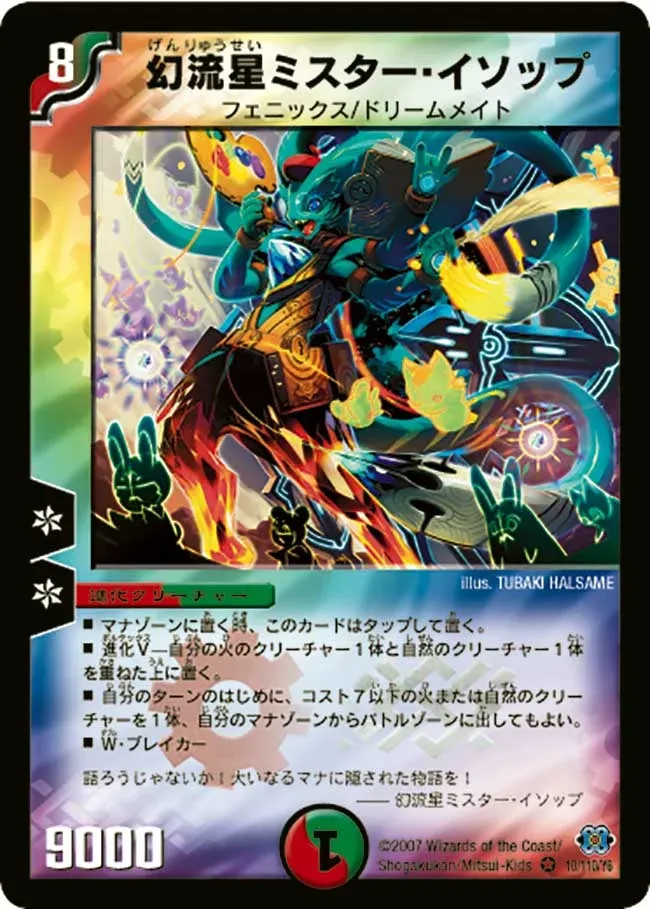 8
げんりゅうせい
幻流星ミスター・イソップ
フェニックス/ドリームメイト
illus. TUBAKI HALSAME
進化クリーチャー
■ マナゾーンに置く時、このカードはタップして置く。
■ 進化V―自分の火のクリーチャー1体と自然のクリーチャー1体
を重ねた上に置く。
■ 自分のターンのはじめに、コスト7以下の火または自然のクリー
チャーを1体、自分のマナゾーンからバトルゾーンに出してもよい。
■ W・ブレイカー
語ろうじゃないか!大いなるマナに隠された物語を!
―― 幻流星ミスター・イソップ
9000
1
©2007 Wizards of the Coast/
Shogakukan/Mitsui-Kids 10/110/Y6